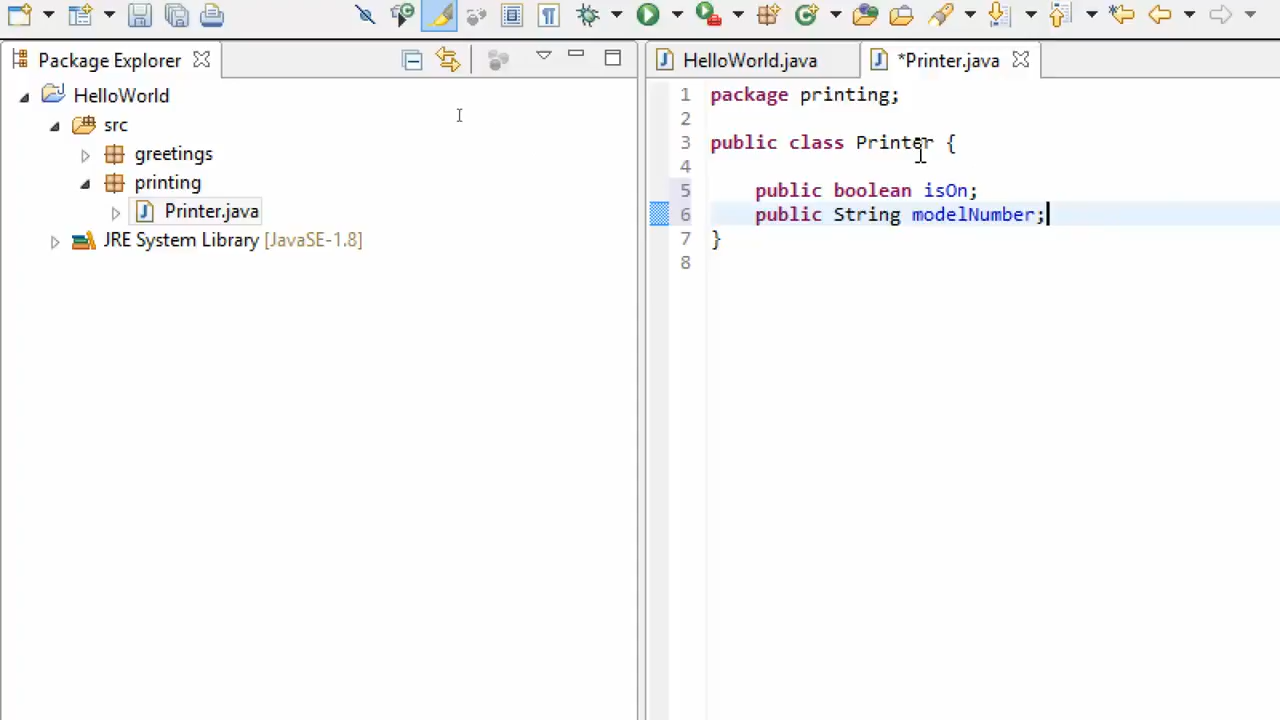 Package Explorer
HelloWorld
src
greetings
printing
Printer.java
JRE System Library [JavaSE-1.8]
HelloWorld.java
*Printer.java
1 package printing;
2
3 public class Printer {
4
5 public boolean isOn;
6 public String modelNumber;
7 }
8